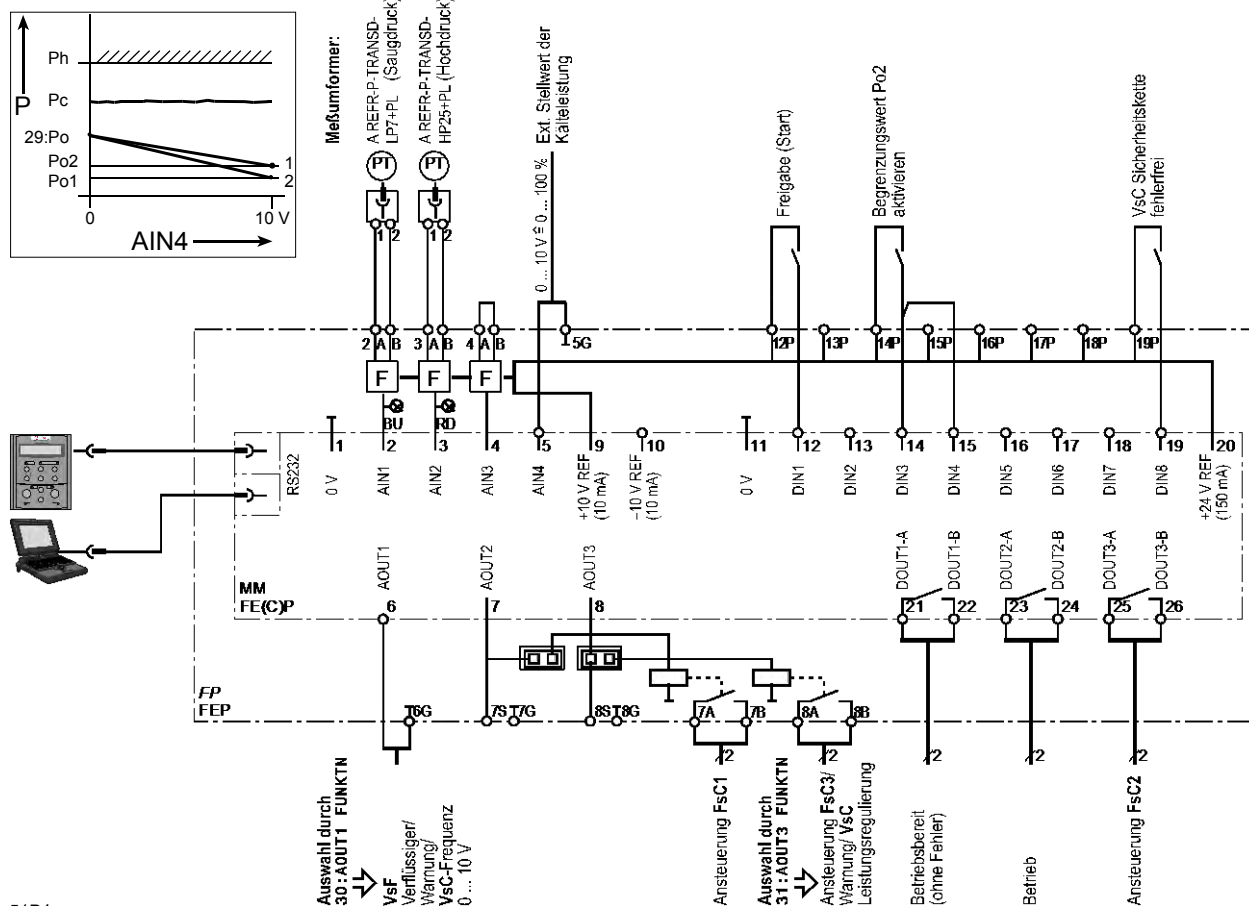 Ph
Pc
P
29:Po
Po2
Po1
1
2
0
10 V
AIN4
Meßumformer:
A REFR-P-TRANSD-
LP7+PL (Saugdruck)
A REFR-P-TRANSD-
HP25+PL (Hochdruck)
PT
PT
1 2
1 2
Ext. Stellwert der
Kälteleistung
0 ... 10 V ≙ 0 ... 100 %
Freigabe (Start)
Begrenzungswert Po2
aktivieren
VsC Sicherheitskette
fehlerfrei
2 A B
3 A B
4 A B
5G
12P
13P
14P
15P
16P
17P
18P
19P
F
F
F
BU
RD
1
2
3
4
5
9
10
11
12
13
14
15
16
17
18
19
20
RS232
0 V
AIN1
AIN2
AIN3
AIN4
+10 V REF
(10 mA)
–10 V REF
(10 mA)
0 V
DIN1
DIN2
DIN3
DIN4
DIN5
DIN6
DIN7
DIN8
+24 V REF
(150 mA)
AOUT1
AOUT2
AOUT3
DOUT1-A
DOUT1-B
DOUT2-A
DOUT2-B
DOUT3-A
DOUT3-B
MM
FE(C)P
6
7
8
21
22
23
24
25
26
FP
FEP
6G
7S
7G
8S
8G
7A
7B
8A
8B
2
2
2
2
2
Auswahl durch
30:AOUT1 FUNKTN
VsF
Verflüssiger/
Warnung/
VsC-Frequenz
0 ... 10 V
Ansteuerung FsC1
Auswahl durch
31:AOUT3 FUNKTN
Ansteuerung FsC3/
Warnung/ VsC
Leistungsregulierung
Betriebsbereit
(ohne Fehler)
Betrieb
Ansteuerung FsC2